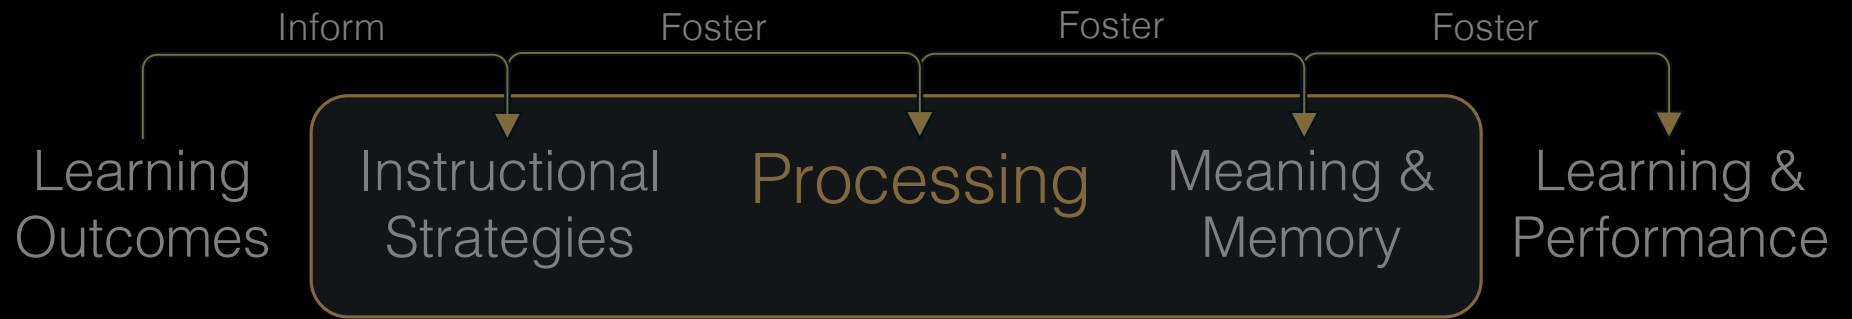 Inform
Foster
Foster
Foster
Learning
Outcomes
Instructional
Strategies
Processing
Meaning &
Memory
Learning &
Performance